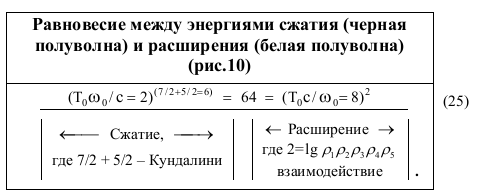 Равновесие между энергиями сжатия (черная
полуволна) и расширения (белая полуволна)
(рис.10)
(T₀ω₀/c = 2)^(7/2+5/2=6) = 64 = (T₀c/ω₀= 8)²
(25)
⟵ Сжатие, ⟶
где 7/2 + 5/2 – Кундалини
← Расширение →
где 2=lg ρ₁ρ₂ρ₃ρ₄ρ₅
взаимодействие .